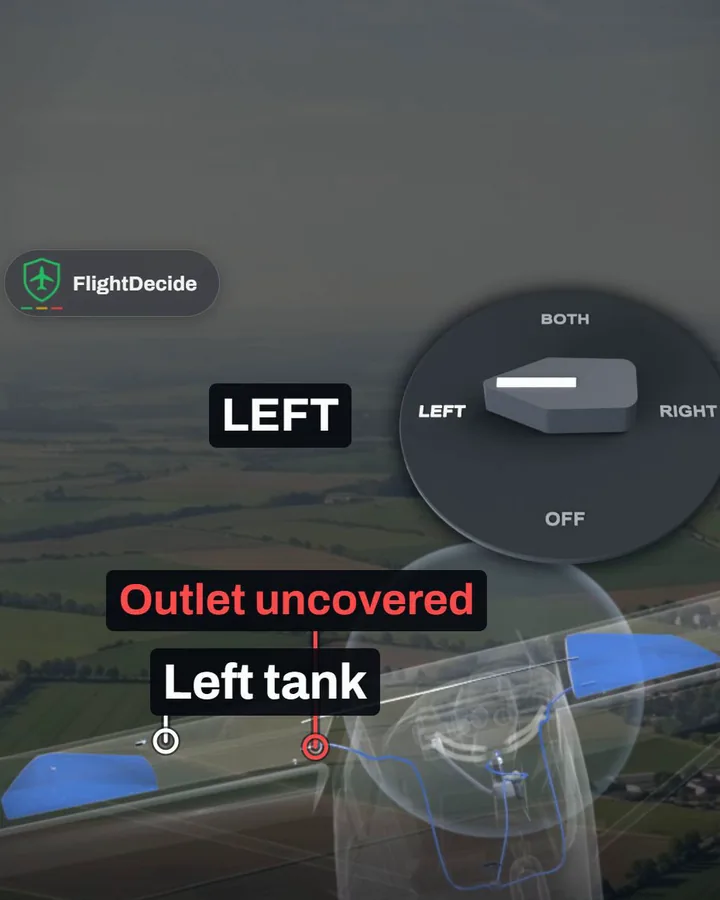 FlightDecide
BOTH
LEFT
LEFT
RIGHT
OFF
Outlet uncovered
Left tank